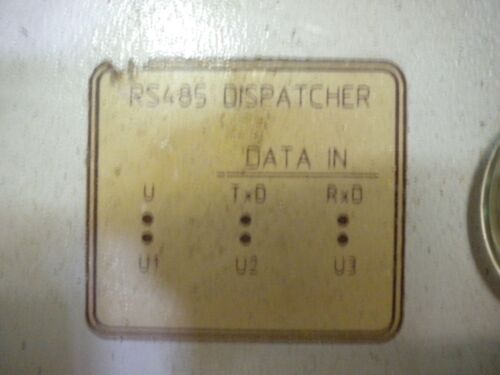 RS485 DISPATCHER
DATA IN
U TxD RxD
U1 U2 U3